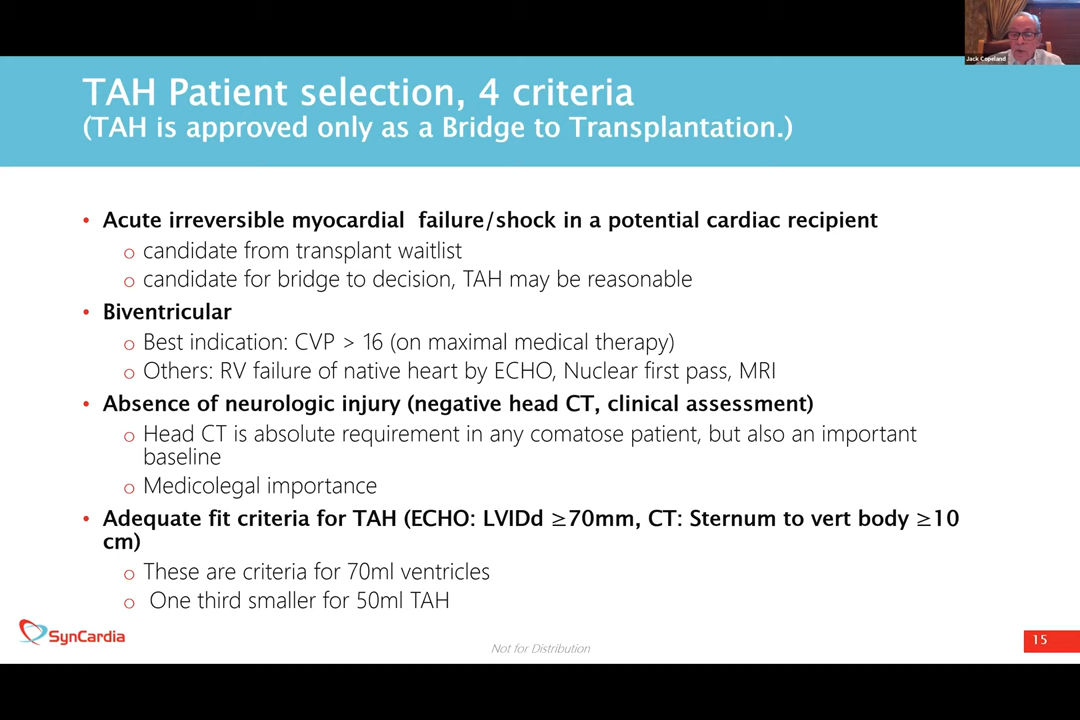 Jack Copeland
TAH Patient selection, 4 criteria
(TAH is approved only as a Bridge to Transplantation.)
• Acute irreversible myocardial failure/shock in a potential cardiac recipient
o candidate from transplant waitlist
o candidate for bridge to decision, TAH may be reasonable
• Biventricular
o Best indication: CVP > 16 (on maximal medical therapy)
o Others: RV failure of native heart by ECHO, Nuclear first pass, MRI
• Absence of neurologic injury (negative head CT, clinical assessment)
o Head CT is absolute requirement in any comatose patient, but also an important
baseline
o Medicolegal importance
• Adequate fit criteria for TAH (ECHO: LVIDd ≥70mm, CT: Sternum to vert body ≥10
cm)
o These are criteria for 70ml ventricles
o One third smaller for 50ml TAH
SynCardia
Not for Distribution
15